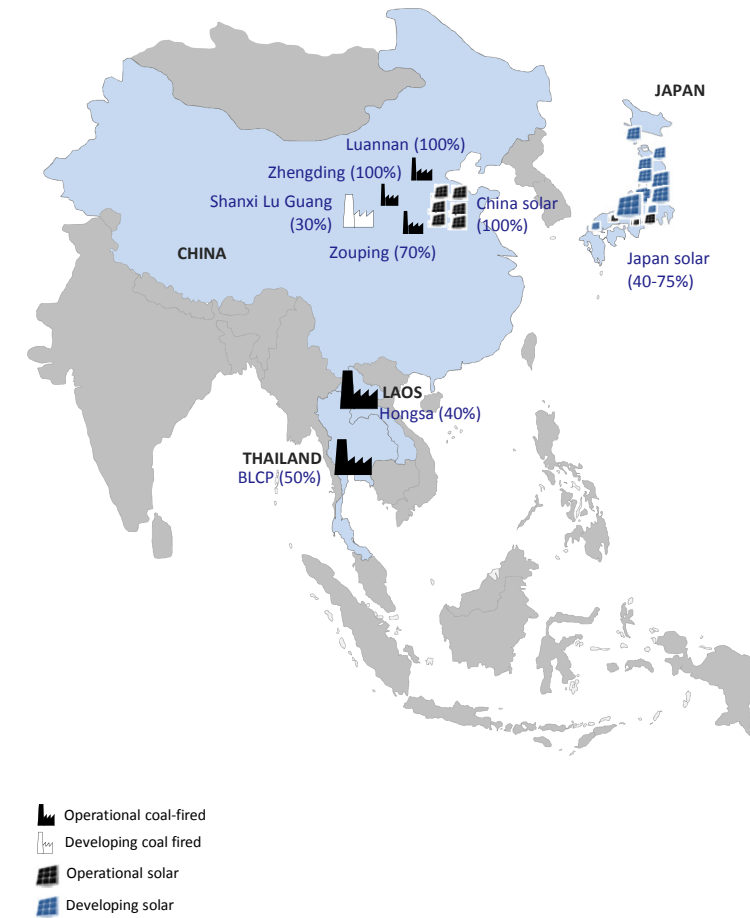 JAPAN
Luannan (100%)
Zhengding (100%)
Shanxi Lu Guang
(30%)
China solar
(100%)
Zouping (70%)
CHINA
Japan solar
(40-75%)
LAOS
Hongsa (40%)
THAILAND
BLCP (50%)
Operational coal-fired
Developing coal fired
Operational solar
Developing solar